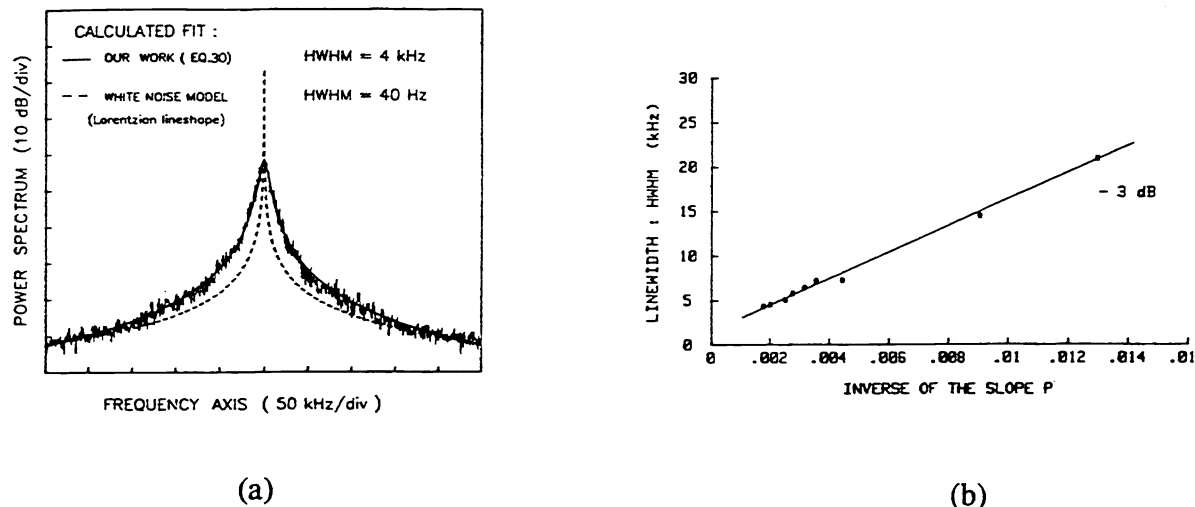 CALCULATED FIT :
OUR WORK ( EQ.30) HWHM = 4 kHz
WHITE NOISE MODEL HWHM = 40 Hz
(Lorentzian lineshape)
POWER SPECTRUM (10 dB/div)
FREQUENCY AXIS ( 50 kHz/div )
(a)
LINEWIDTH : HWHM (kHz)
30
25
20
15
10
5
0
- 3 dB
0 .002 .004 .006 .008 .01 .012 .014 .01
INVERSE OF THE SLOPE P
(b)